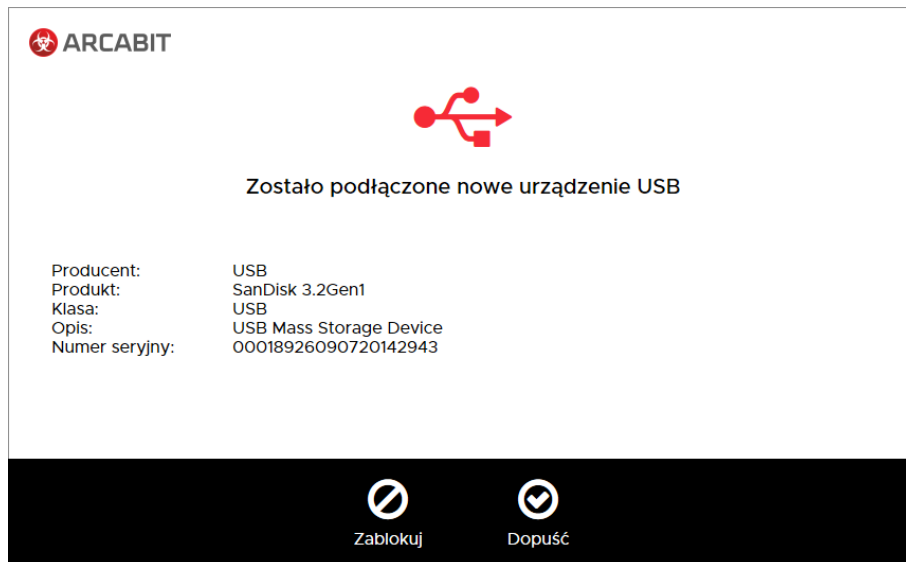 ARCABIT
Zostało podłączone nowe urządzenie USB
Producent: USB
Produkt: SanDisk 3.2Gen1
Klasa: USB
Opis: USB Mass Storage Device
Numer seryjny: 00018926090720142943
Zablokuj Dopuść